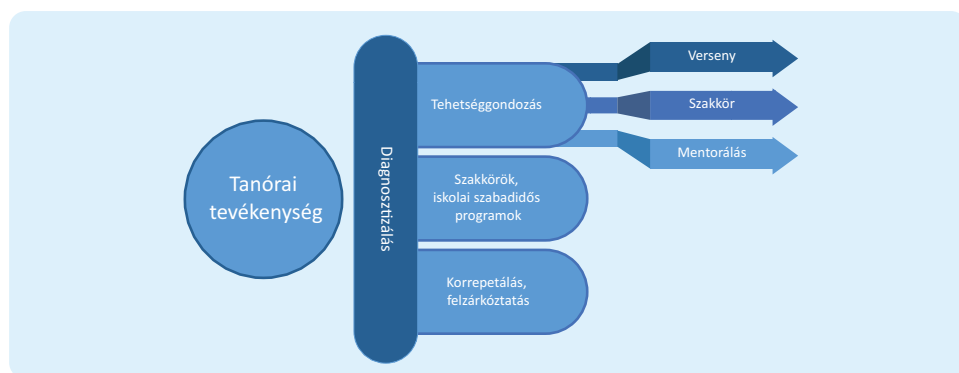 Tanórai
tevékenység
Diagnosztizálás
Tehetséggondozás
Szakkörök,
iskolai szabadidős
programok
Korrepetálás,
felzárkóztatás
Verseny
Szakkör
Mentorálás